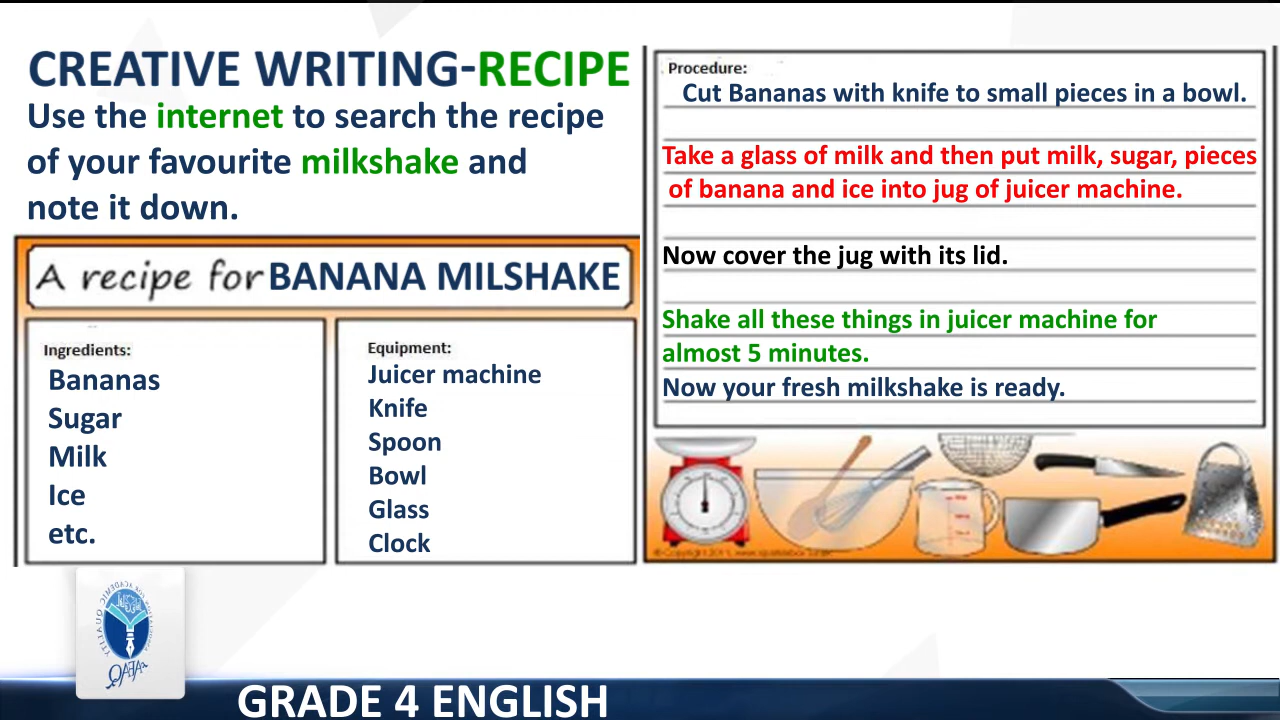 CREATIVE WRITING-RECIPE
Use the internet to search the recipe
of your favourite milkshake and
note it down.
A recipe for BANANA MILSHAKE
Ingredients:
Bananas
Sugar
Milk
Ice
etc.
Equipment:
Juicer machine
Knife
Spoon
Bowl
Glass
Clock
Procedure:
Cut Bananas with knife to small pieces in a bowl.
Take a glass of milk and then put milk, sugar, pieces
of banana and ice into jug of juicer machine.
Now cover the jug with its lid.
Shake all these things in juicer machine for
almost 5 minutes.
Now your fresh milkshake is ready.
QAFA
GRADE 4 ENGLISH